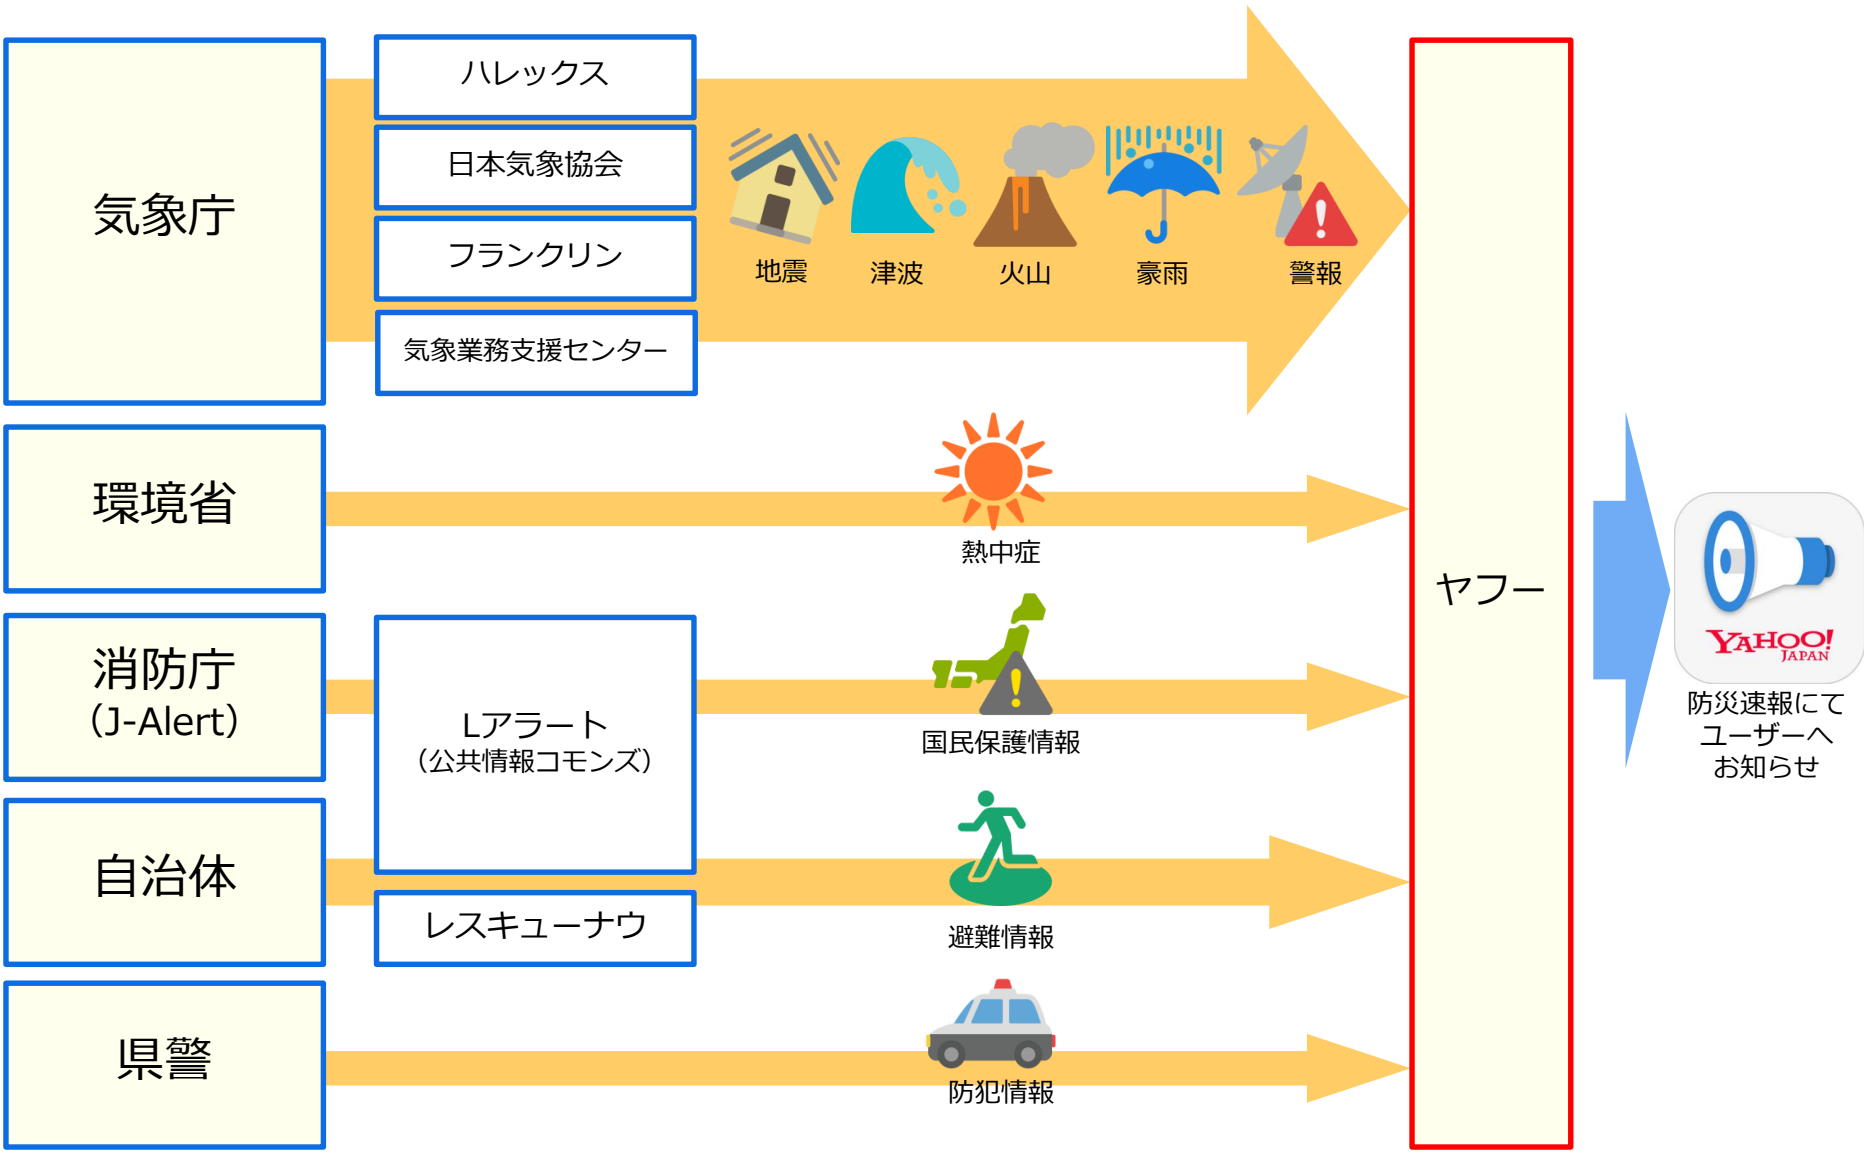 気象庁
ハレックス
日本気象協会
フランクリン
気象業務支援センター
地震
津波
火山
豪雨
警報
環境省
熱中症
消防庁
（J-Alert）
Lアラート
（公共情報コモンズ）
国民保護情報
自治体
レスキューナウ
避難情報
県警
防犯情報
ヤフー
YAHOO!
JAPAN
防災速報にて
ユーザーへ
お知らせ